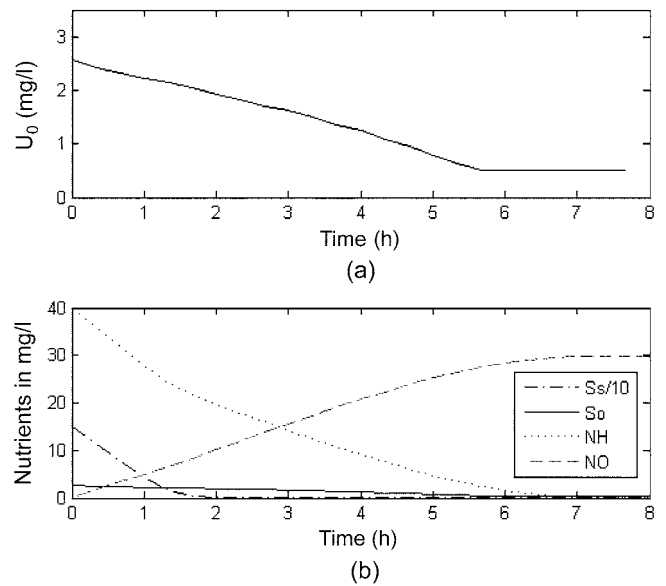 3
2
1
0
U0 (mg/l)
0 1 2 3 4 5 6 7 8
Time (h)
(a)
40
30
20
10
0
Nutrients in mg/l
Ss/10
So
NH
NO
0 1 2 3 4 5 6 7 8
Time (h)
(b)